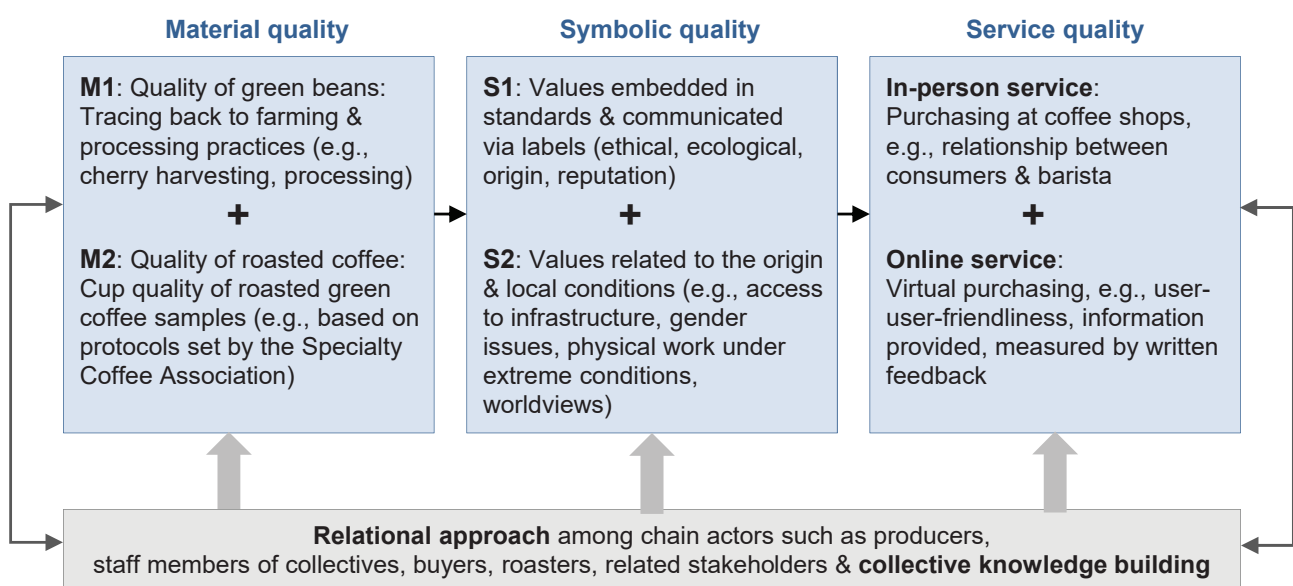 Material quality
M1: Quality of green beans:
Tracing back to farming &
processing practices (e.g.,
cherry harvesting, processing)
+
M2: Quality of roasted coffee:
Cup quality of roasted green
coffee samples (e.g., based on
protocols set by the Specialty
Coffee Association)
Symbolic quality
S1: Values embedded in
standards & communicated
via labels (ethical, ecological,
origin, reputation)
+
S2: Values related to the origin
& local conditions (e.g., access
to infrastructure, gender
issues, physical work under
extreme conditions,
worldviews)
Service quality
In-person service:
Purchasing at coffee shops,
e.g., relationship between
consumers & barista
+
Online service:
Virtual purchasing, e.g., user-
user-friendliness, information
provided, measured by written
feedback
Relational approach among chain actors such as producers,
staff members of collectives, buyers, roasters, related stakeholders & collective knowledge building